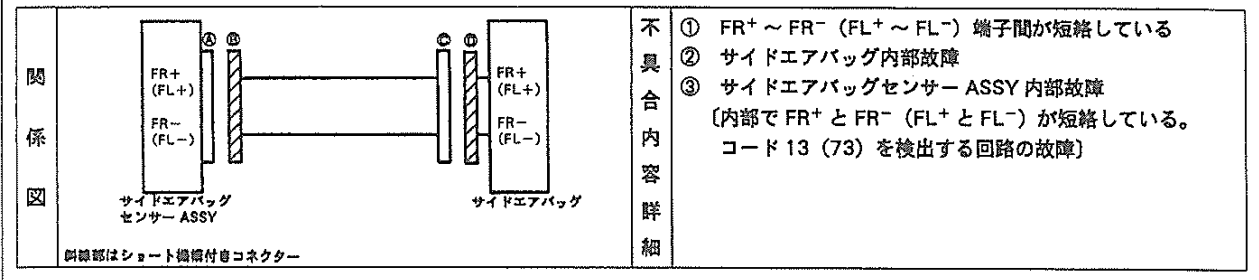 関係図
Ⓐ Ⓑ Ⓒ Ⓓ
FR+
(FL+)
FR−
(FL−)
FR+
(FL+)
FR−
(FL−)
サイドエアバッグ
センサー ASSY
サイドエアバッグ
斜線部はショート機構付きコネクター
不具合内容詳細
① FR⁺ ～ FR⁻（FL⁺ ～ FL⁻）端子間が短絡している
② サイドエアバッグ内部故障
③ サイドエアバッグセンサー ASSY 内部故障
〔内部で FR⁺ と FR⁻（FL⁺ と FL⁻）が短絡している。
コード 13（73）を検出する回路の故障〕